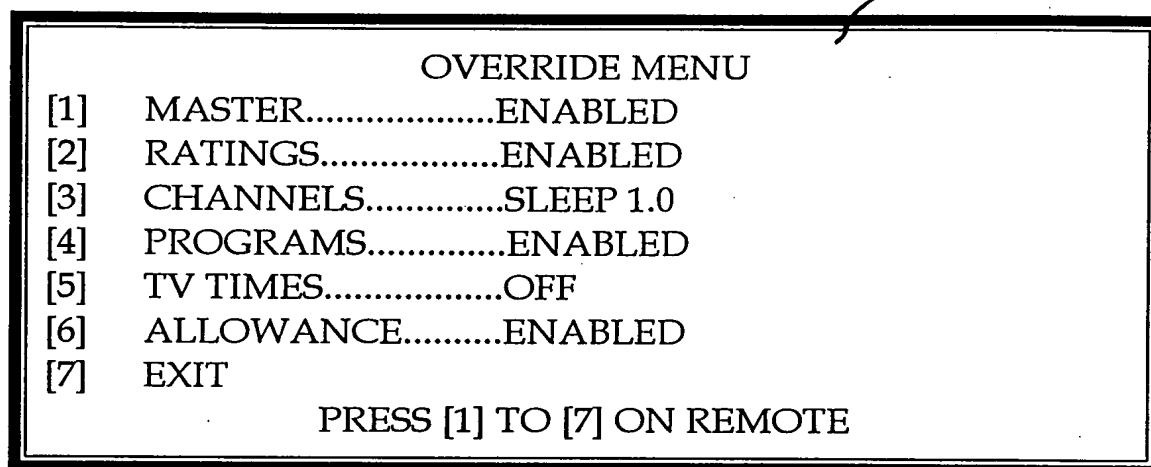 OVERRIDE MENU
[1] MASTER...................ENABLED
[2] RATINGS..................ENABLED
[3] CHANNELS..............SLEEP 1.0
[4] PROGRAMS..............ENABLED
[5] TV TIMES..................OFF
[6] ALLOWANCE..........ENABLED
[7] EXIT
PRESS [1] TO [7] ON REMOTE